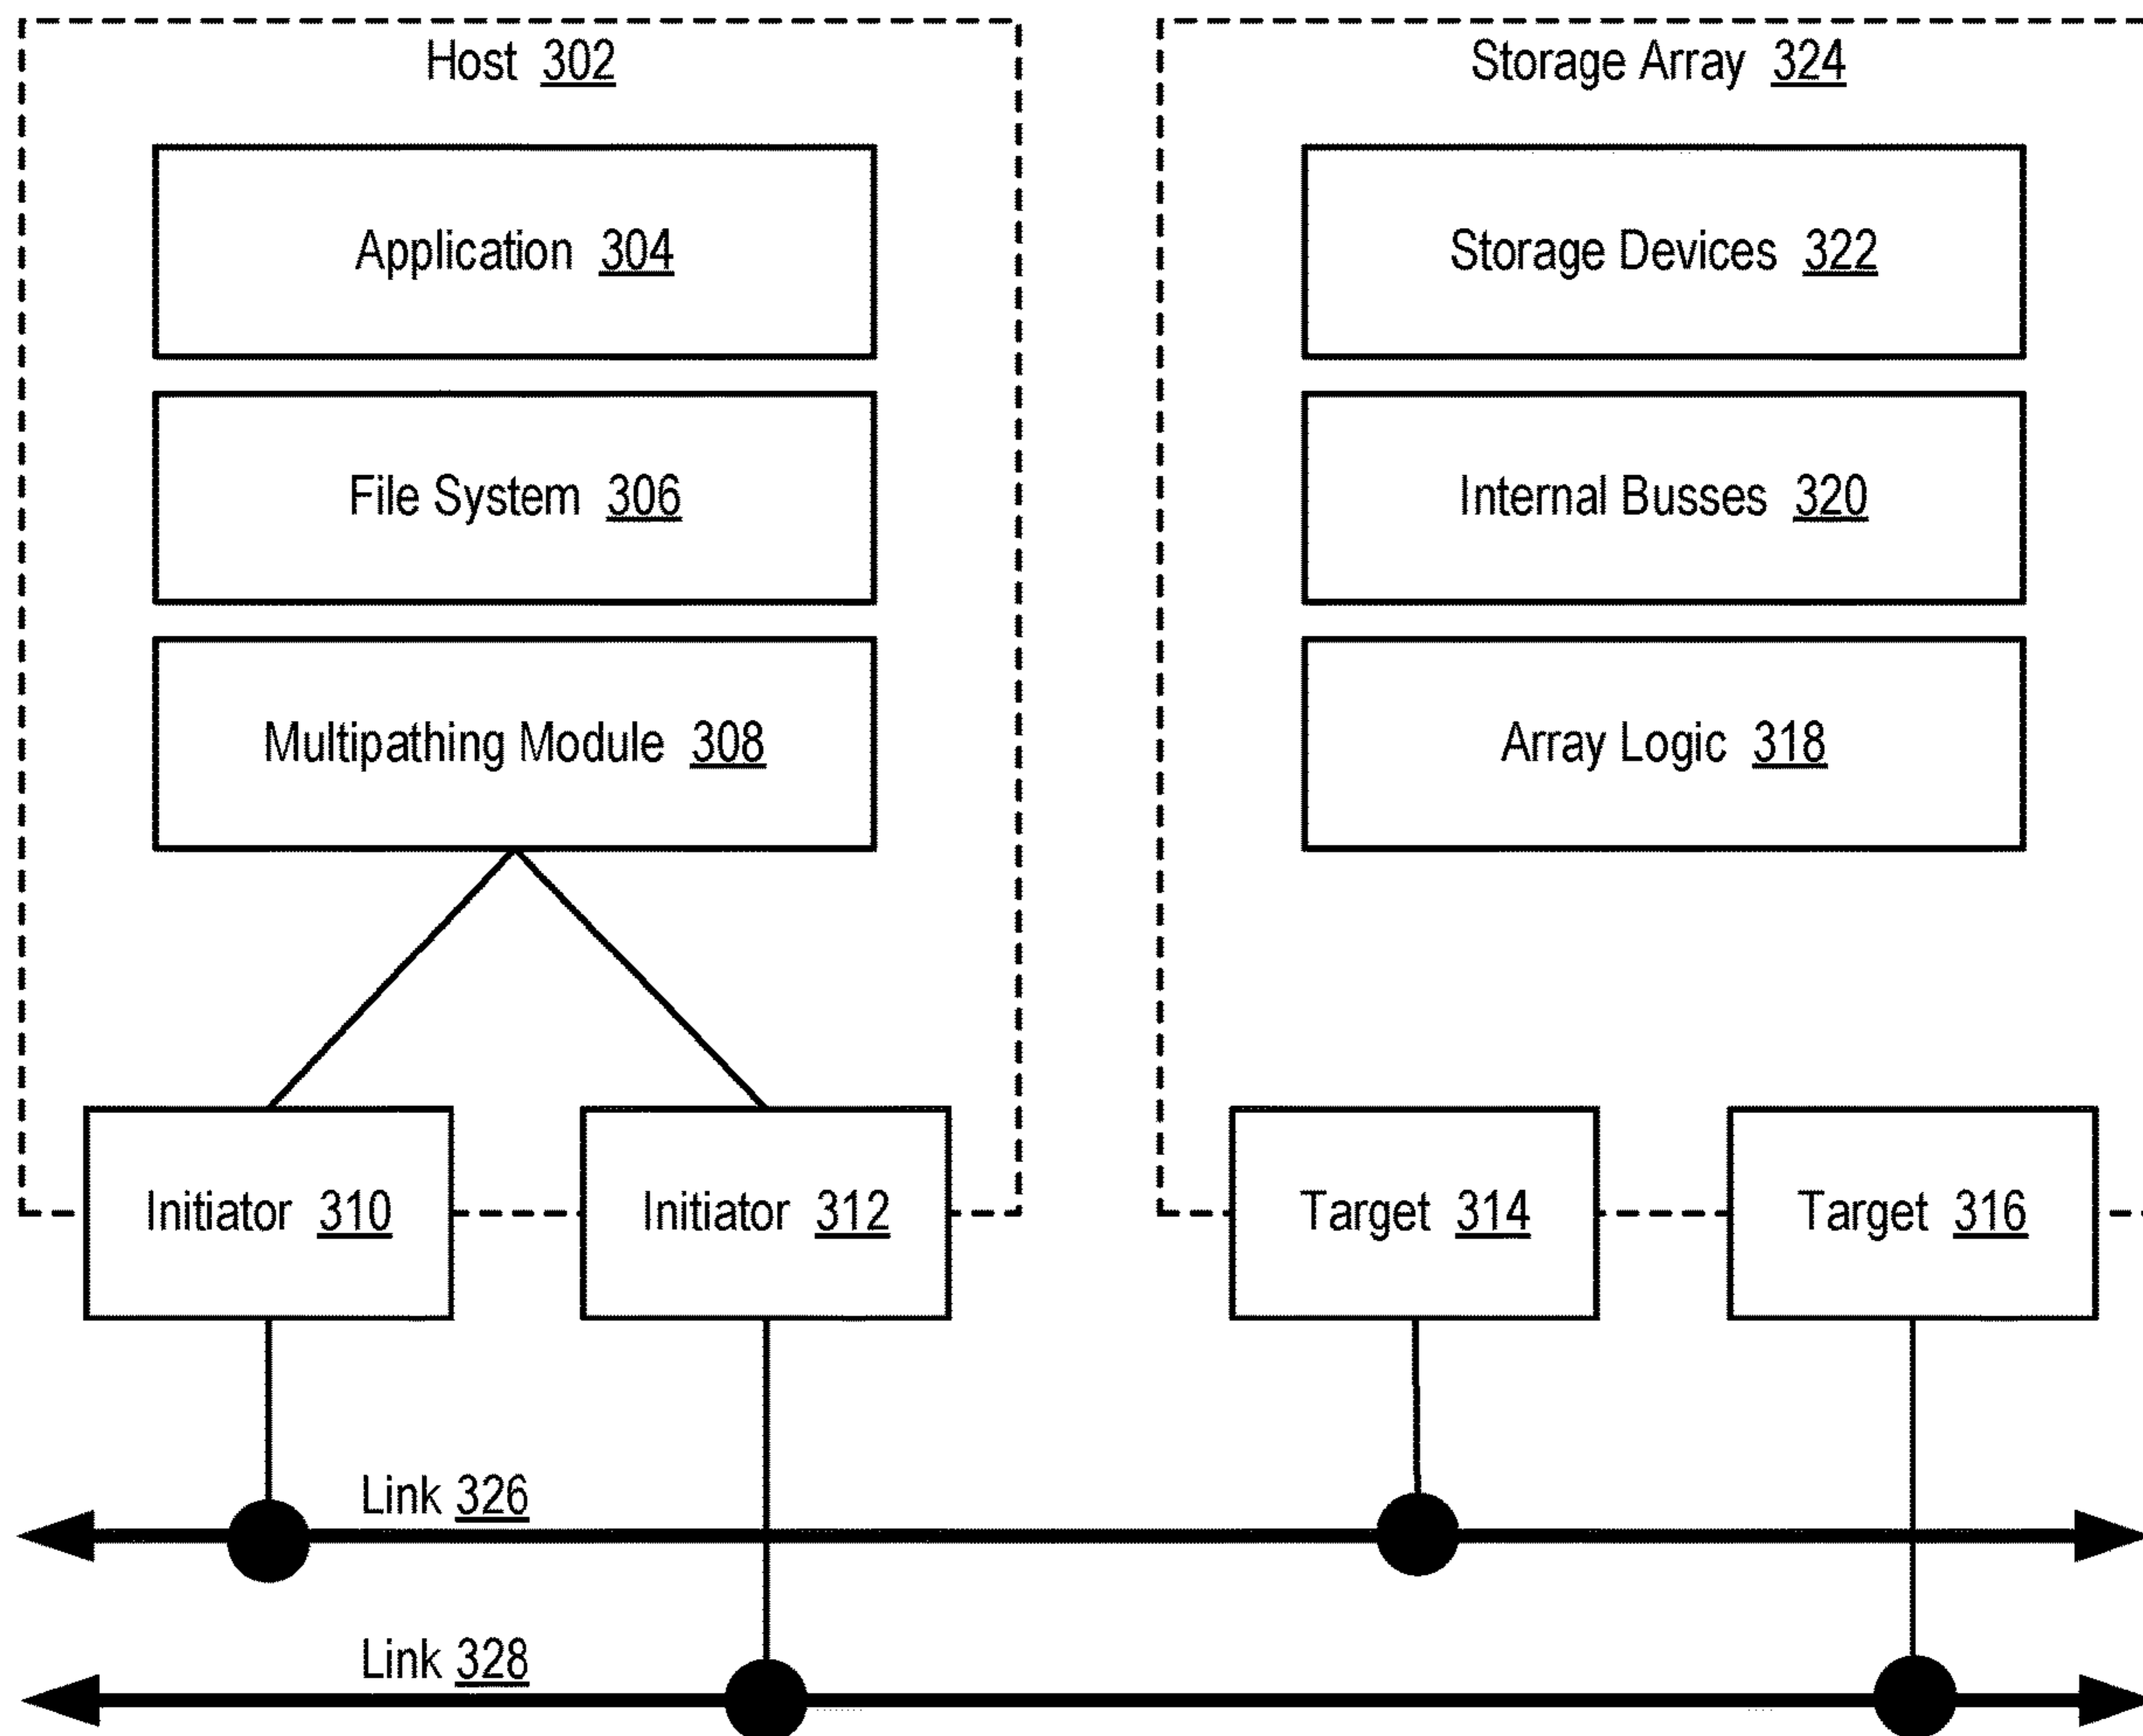 Host 302
Application 304
File System 306
Multipathing Module 308
Initiator 310
Initiator 312
Storage Array 324
Storage Devices 322
Internal Busses 320
Array Logic 318
Target 314
Target 316
Link 326
Link 328